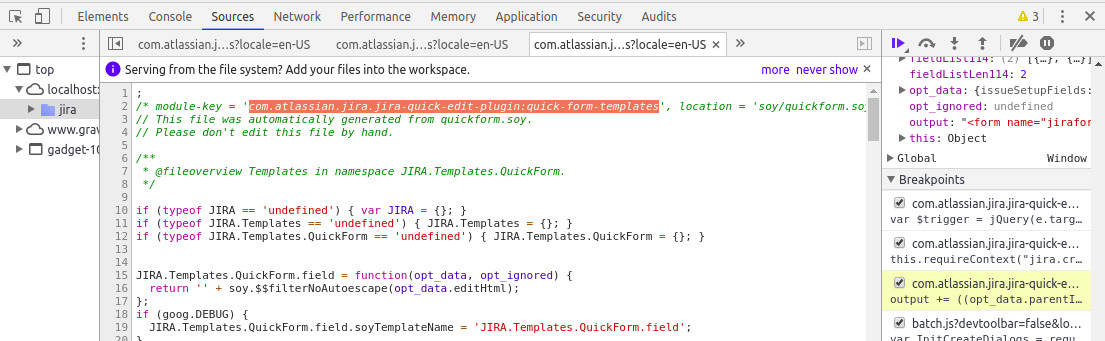 Elements Console Sources Network Performance Memory Application Security Audits 3
com.atlassian.j…s?locale=en-US com.atlassian.j…s?locale=en-US com.atlassian.j…s?locale=en-US
top
localhost:
jira
www.grav
gadget-10
Serving from the file system? Add your files into the workspace. more never show
1 ;
2 /* module-key = 'com.atlassian.jira.jira-quick-edit-plugin:quick-form-templates', location = 'soy/quickform.soy
3 // This file was automatically generated from quickform.soy.
4 // Please don't edit this file by hand.
5
6 /**
7 * @fileoverview Templates in namespace JIRA.Templates.QuickForm.
8 */
9
10 if (typeof JIRA == 'undefined') { var JIRA = {}; }
11 if (typeof JIRA.Templates == 'undefined') { JIRA.Templates = {}; }
12 if (typeof JIRA.Templates.QuickForm == 'undefined') { JIRA.Templates.QuickForm = {}; }
13
14
15 JIRA.Templates.QuickForm.field = function(opt_data, opt_ignored) {
16 return '' + soy.$$filterNoAutoescape(opt_data.editHtml);
17 };
18 if (goog.DEBUG) {
19 JIRA.Templates.QuickForm.field.soyTemplateName = 'JIRA.Templates.QuickForm.field';
20 }
fieldList114: (2) [{…}, {…}]
fieldListLen114: 2
opt_data: {issueSetupFields:
opt_ignored: undefined
output: "<form name="jirafor
this: Object
Global Window
Breakpoints
com.atlassian.jira.jira-quick-e…
var $trigger = jQuery(e.targ…
com.atlassian.jira.jira-quick-e…
this.requireContext("jira.cr…
com.atlassian.jira.jira-quick-e…
output += ((opt_data.parentI…
batch.js?devtoolbar=false&lo…
var InitCreateDialogs = requ…